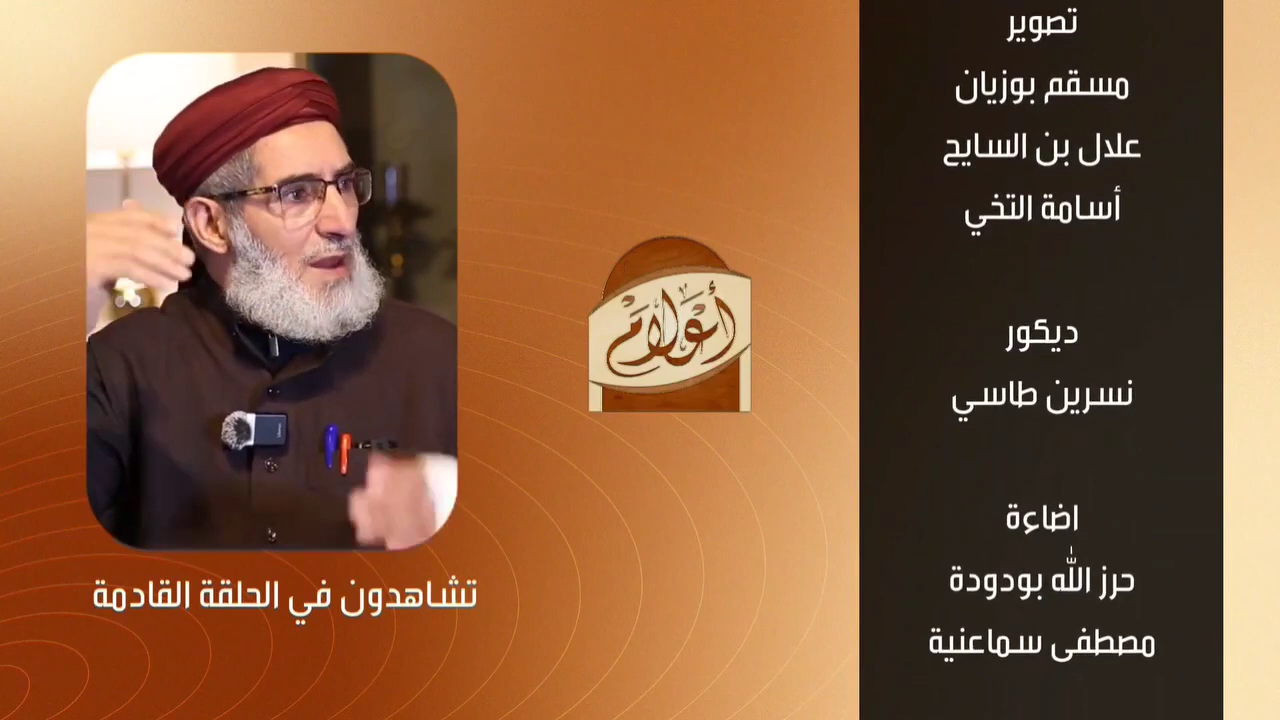 تصوير
مسقم بوزيان
علال بن السايح
أسامة التخي
ديكور
نسرين طاسي
اضاءة
حرز الله بودودة
مصطفى سماعنية
أعلام
تشاهدون في الحلقة القادمة